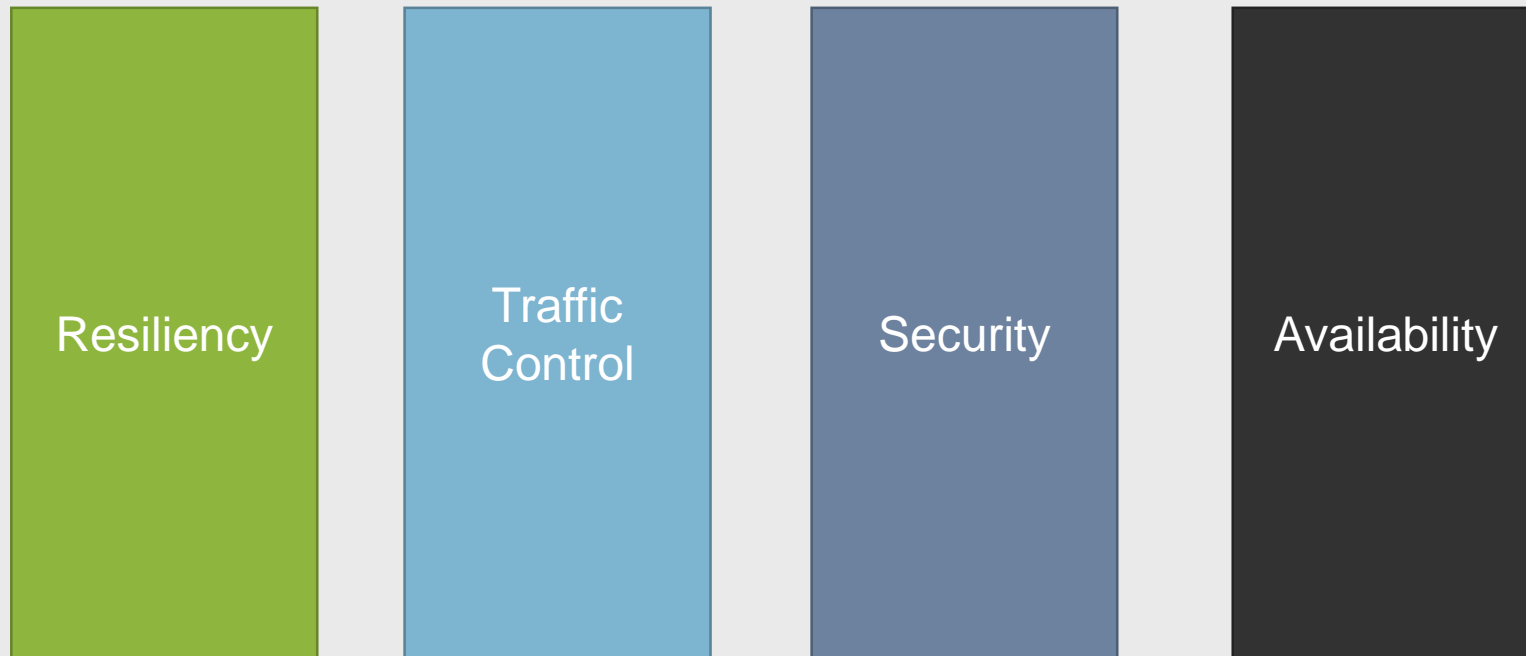 Resiliency
Traffic
Control
Security
Availability